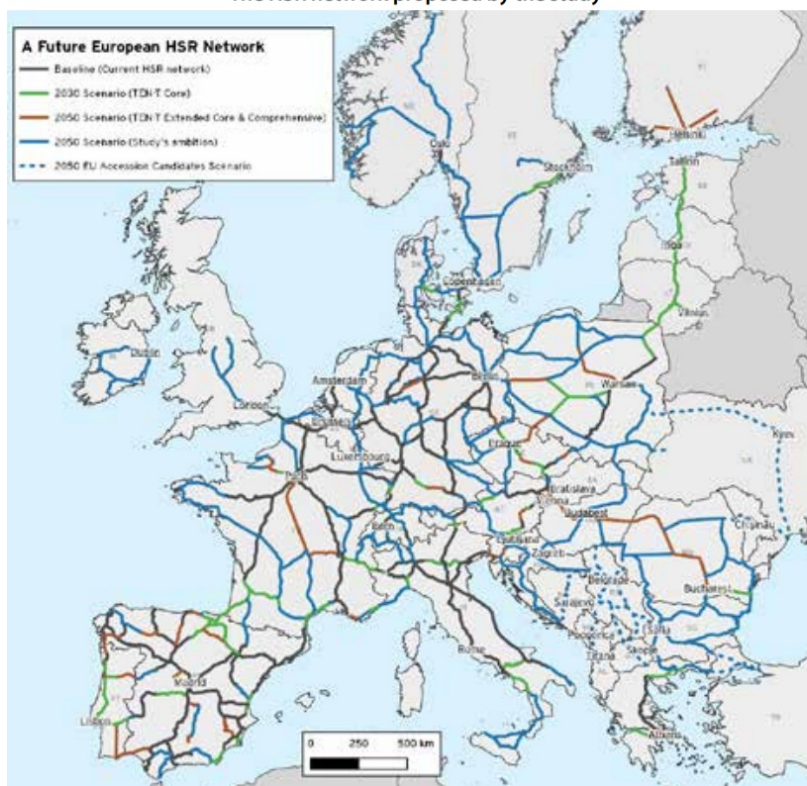 A Future European HSR Network
Baseline (Current HSR network)
2030 Scenario (TEN-T Core)
2050 Scenario (TEN-T Extended Core & Comprehensive)
2050 Scenario (Study's ambition)
2050 EU Accession Candidates Scenario
Helsinki
Oslo
Stockholm
Tallinn
Riga
Copenhagen
Vilnius
Dublin
Amsterdam
Berlin
Warsaw
London
Brussels
Kyev
Prague
Luxembourg
Paris
Bratislava
Vienna
Bern
Budapest
Chișinau
Ljubljana
Zagreb
Belgrade
Bucharest
Sarajevo
Podgorica
Sofia
Rome
Skopje
Tirana
Madrid
Lisbon
Athens
0 250 500 km